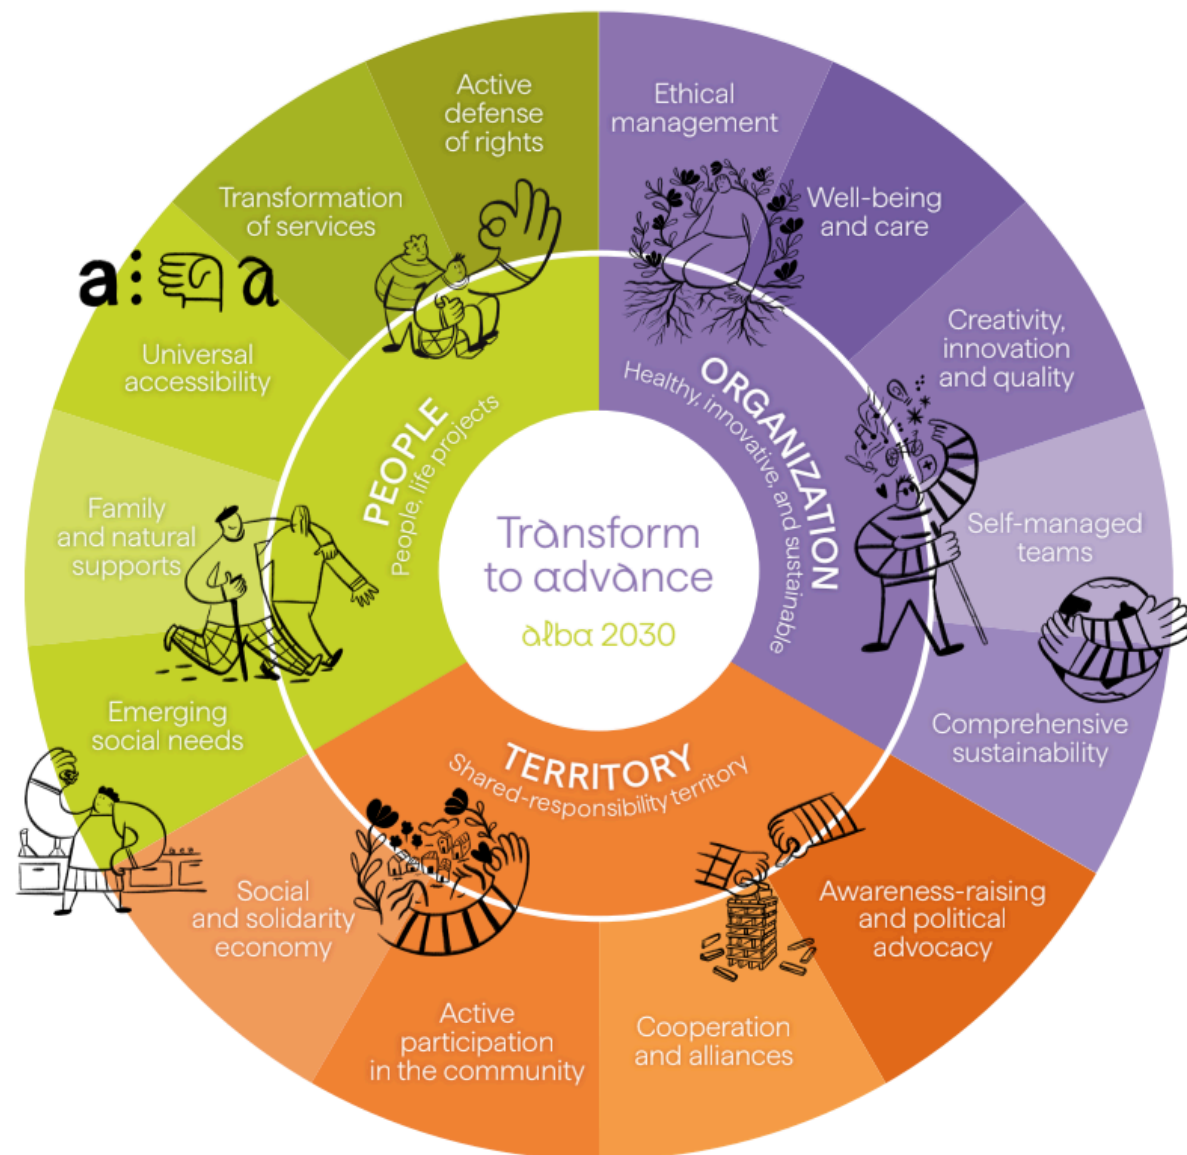 Transform
to advance
alba 2030
PEOPLE
People, life projects
ORGANIZATION
Healthy, innovative, and sustainable
TERRITORY
Shared-responsibility territory
Active
defense
of rights
Transformation
of services
a
a
Universal
accessibility
Family
and natural
supports
Emerging
social needs
Ethical
management
Well-being
and care
Creativity,
innovation
and quality
Self-managed
teams
Comprehensive
sustainability
Awareness-raising
and political
advocacy
Cooperation
and alliances
Active
participation
in the community
Social
and solidarity
economy